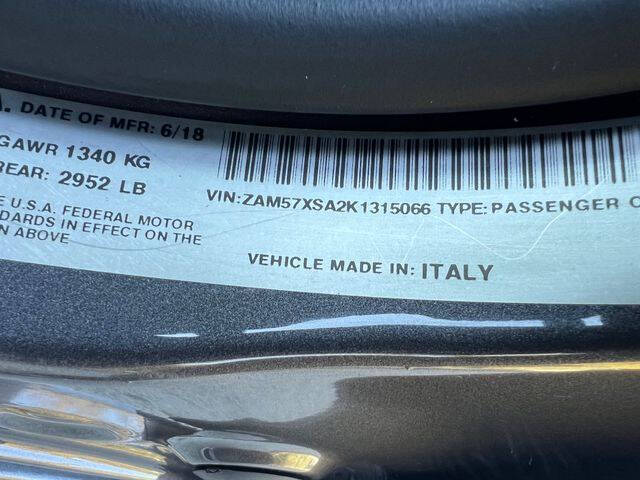 . DATE OF MFR: 6/18
GAWR 1340 KG
REAR: 2952 LB
VIN:ZAM57XSA2K1315066 TYPE:PASSENGER
U.S.A. FEDERAL MOTOR
IN EFFECT ON THE
ABOVE
VEHICLE MADE IN: ITALY